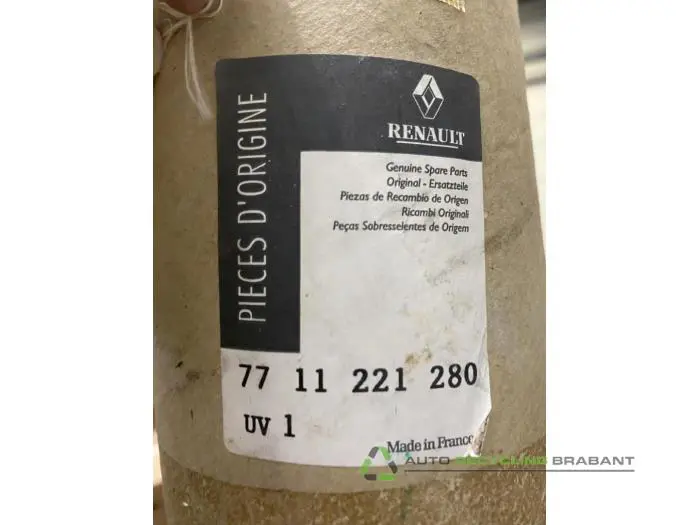 PIECES D'ORIGINE
RENAULT
Genuine Spare Parts
Original - Ersatzteile
Piezas de Recambio de Origen
Ricambi Originali
Peças Sobresselentes de Origem
77 11 221 280
UV 1
Made in France
AUTO RECYCLING BRABANT